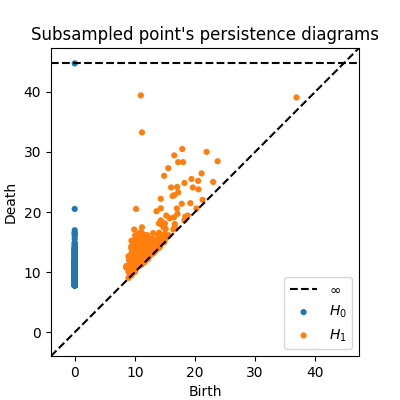 Subsampled point's persistence diagrams
Death
40
30
20
10
0
∞
H₀
H₁
0
10
20
30
40
Birth